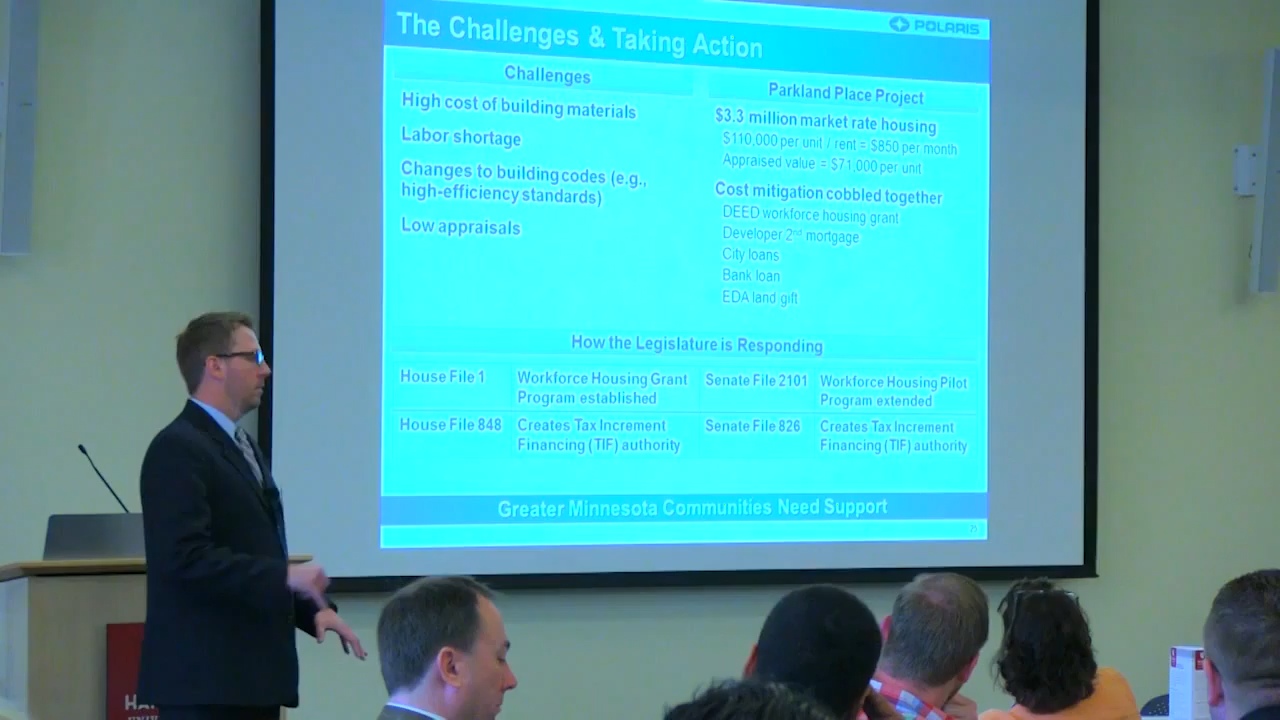 The Challenges & Taking Action
POLARIS
Challenges
High cost of building materials
Labor shortage
Changes to building codes (e.g.,
high-efficiency standards)
Low appraisals
Parkland Place Project
$3.3 million market rate housing
$110,000 per unit / rent = $850 per month
Appraised value = $71,000 per unit
Cost mitigation cobbled together
DEED workforce housing grant
Developer 2nd mortgage
City loans
Bank loan
EDA land gift
How the Legislature is Responding
House File 1
Workforce Housing Grant
Program established
Senate File 2101
Workforce Housing Pilot
Program extended
House File 848
Creates Tax Increment
Financing (TIF) authority
Senate File 826
Creates Tax Increment
Financing (TIF) authority
Greater Minnesota Communities Need Support